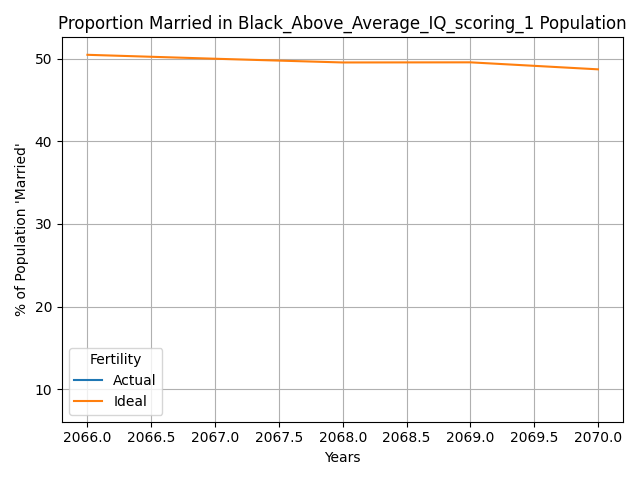 Proportion Married in Black_Above_Average_IQ_scoring_1 Population
% of Population 'Married'
50
40
30
20
10
Fertility
Actual
Ideal
2066.0 2066.5 2067.0 2067.5 2068.0 2068.5 2069.0 2069.5 2070.0
Years